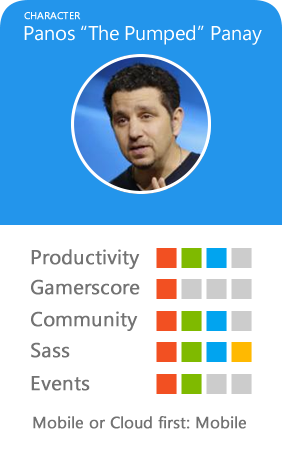 CHARACTER
Panos “The Pumped” Panay
Productivity
Gamerscore
Community
Sass
Events
Mobile or Cloud first: Mobile